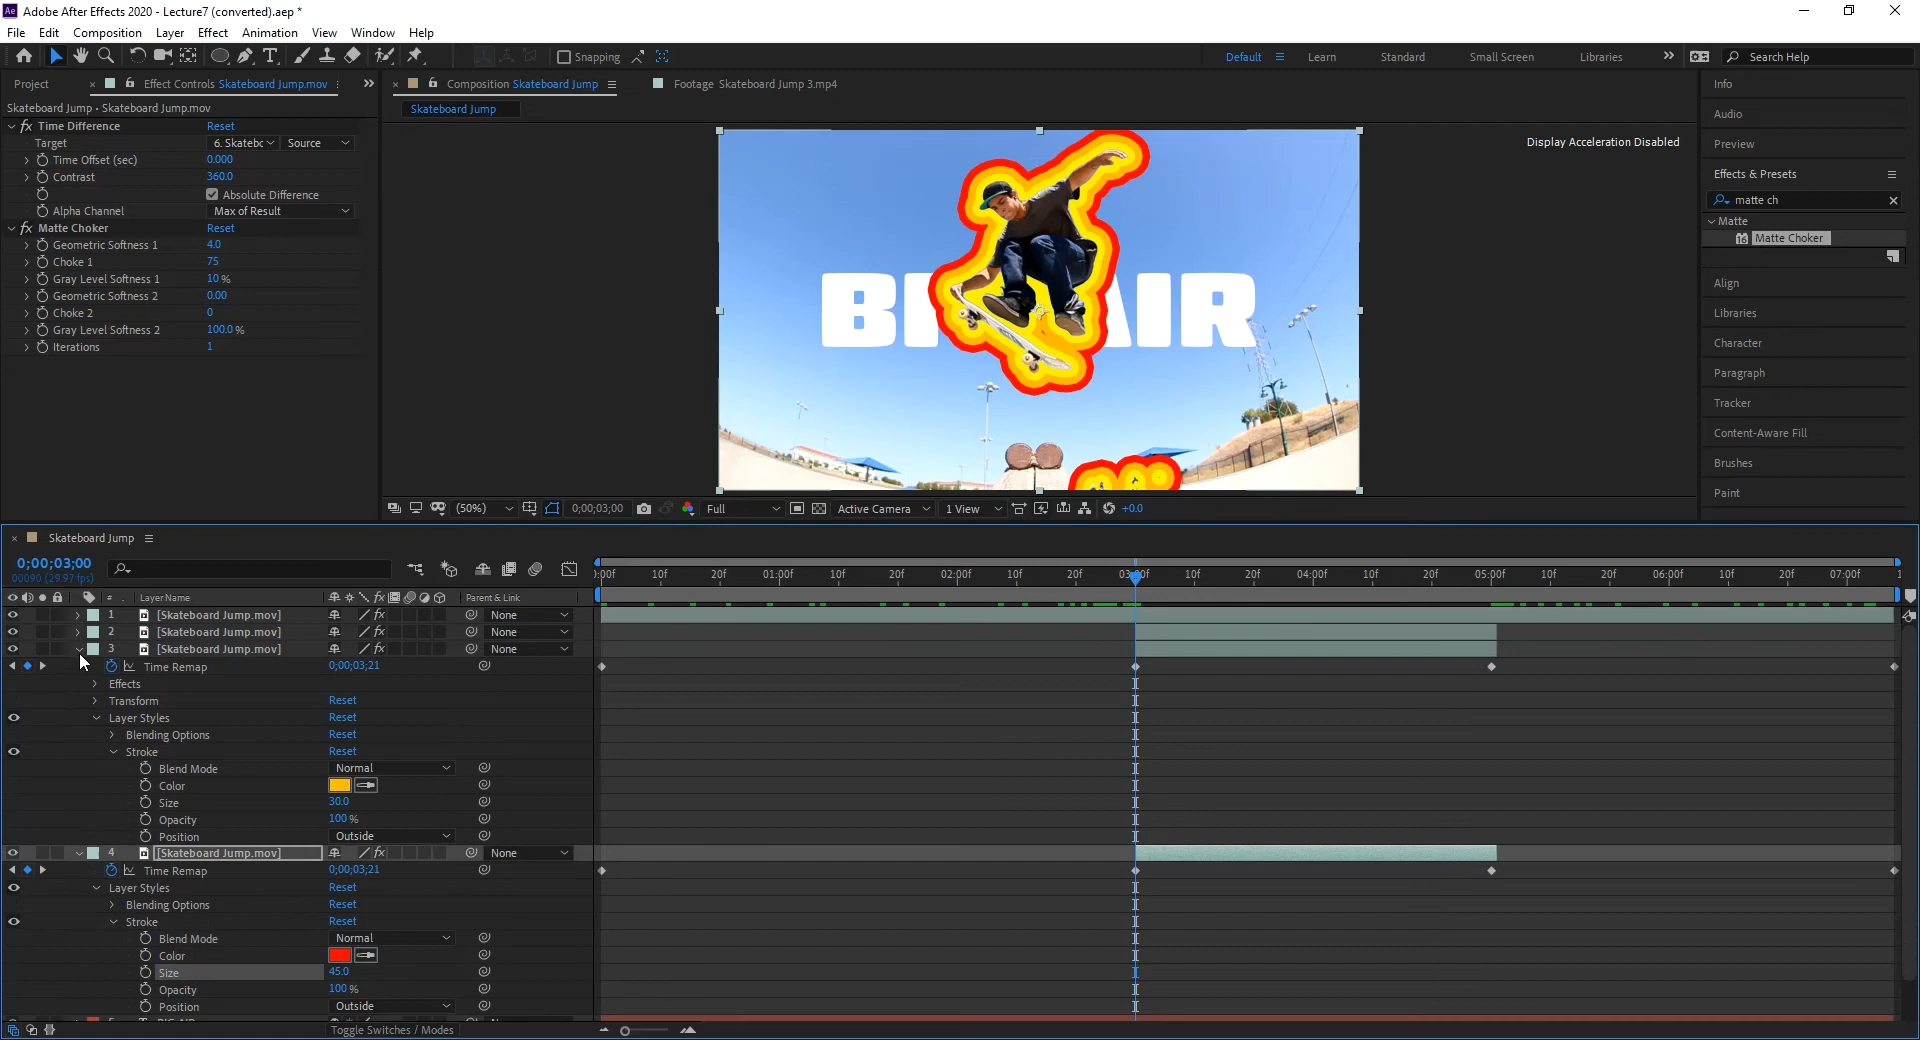 Ae Adobe After Effects 2020 - Lecture7 (converted).aep *
File Edit Composition Layer Effect Animation View Window Help
Snapping Default Learn Standard Small Screen Libraries Search Help
Project Effect Controls Skateboard Jump.mov
Skateboard Jump • Skateboard Jump.mov
fx Time Difference Reset
Target 6. Skatebc Source
Time Offset (sec) 0.000
Contrast 360.0
Absolute Difference
Alpha Channel Max of Result
fx Matte Choker Reset
Geometric Softness 1 4.0
Choke 1 75
Gray Level Softness 1 10 %
Geometric Softness 2 0.00
Choke 2 0
Gray Level Softness 2 100.0 %
Iterations 1
Composition Skateboard Jump Footage Skateboard Jump 3.mp4
Skateboard Jump
Display Acceleration Disabled
AIR
(50%) 0;00;03;00 Full Active Camera 1 View +0.0
Info
Audio
Preview
Effects & Presets
matte ch
Matte
16 Matte Choker
Align
Libraries
Character
Paragraph
Tracker
Content-Aware Fill
Brushes
Paint
Skateboard Jump
0;00;03;00
00090 (29.97 fps)
:00f 10f 20f 01:00f 10f 20f 02:00f 10f 20f 03:00f 10f 20f 04:00f 10f 20f 05:00f 10f 20f 06:00f 10f 20f 07:00f 1
# . Layer Name fx Parent & Link
1 [Skateboard Jump.mov] fx None
2 [Skateboard Jump.mov] fx None
3 [Skateboard Jump.mov] fx None
Time Remap 0;00;03;21
Effects
Transform Reset
Layer Styles Reset
Blending Options Reset
Stroke Reset
Blend Mode Normal
Color
Size 30.0
Opacity 100 %
Position Outside
4 [Skateboard Jump.mov] fx None
Time Remap 0;00;03;21
Layer Styles Reset
Blending Options Reset
Stroke Reset
Blend Mode Normal
Color
Size 45.0
Opacity 100 %
Position Outside
Toggle Switches / Modes